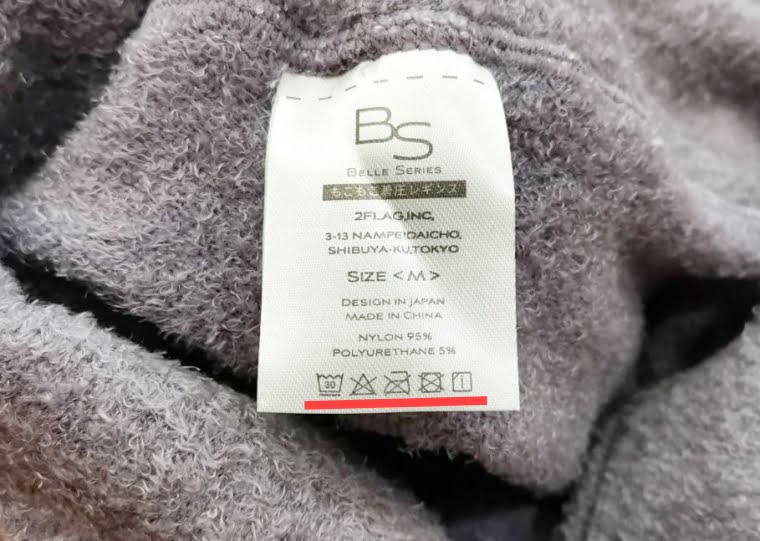 BS
BELLE SERIES
もこもこ着圧レギンス
2FLAG,INC,
3-13 NAMPEIDAICHO,
SHIBUYA-KU,TOKYO
SIZE < M >
DESIGN IN JAPAN
MADE IN CHINA
NYLON 95%
POLYURETHANE 5%
30